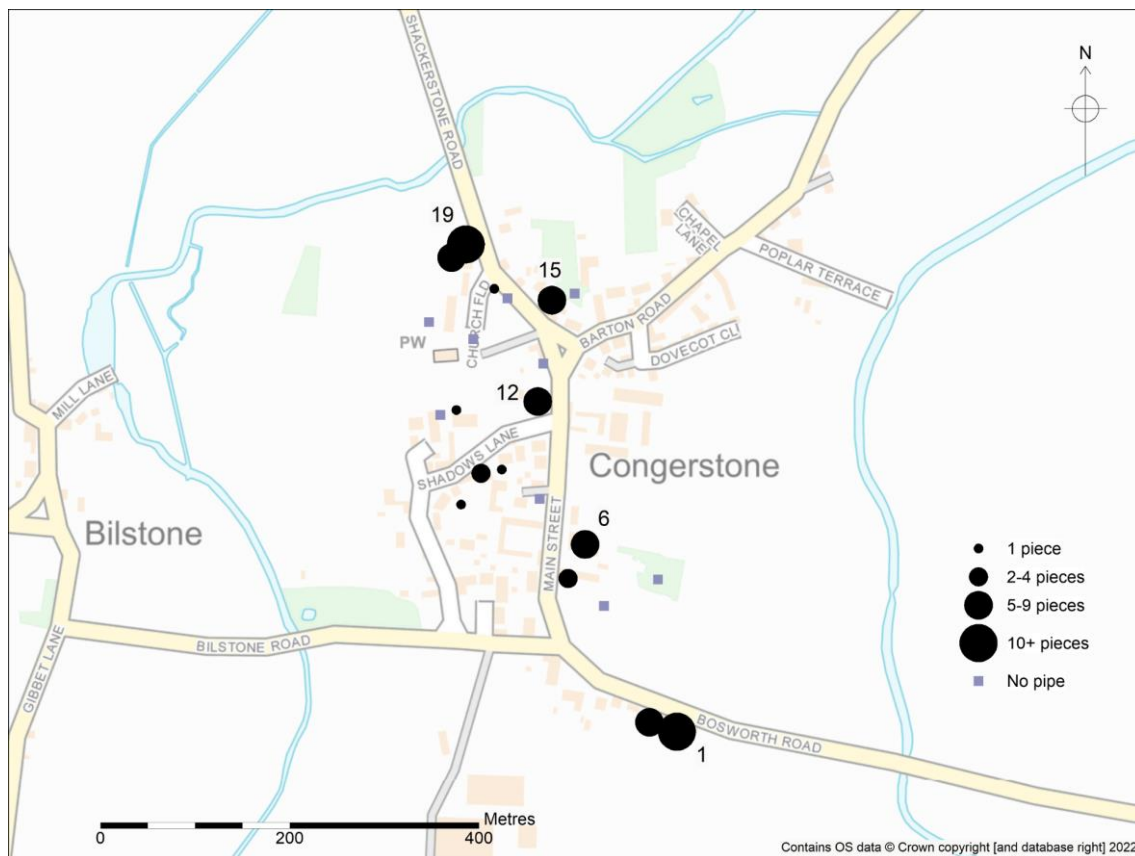 SHACKERSTONE ROAD
N
CHAPEL
LANE
POPLAR TERRACE
19
15
CHURCH FLD
BARTON ROAD
PW
DOVECOT CL
MILL LANE
12
SHADOWS LANE
Congerstone
Bilstone
MAIN STREET
6
1 piece
2-4 pieces
5-9 pieces
10+ pieces
No pipe
GIBBET LANE
BILSTONE ROAD
BOSWORTH ROAD
1
Metres
0 200 400
Contains OS data © Crown copyright [and database right] 2022